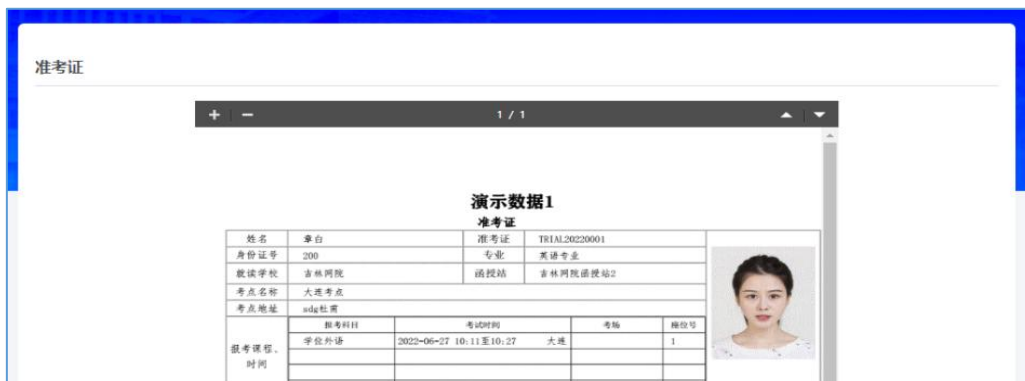 准考证
1 / 1
演示数据1
准考证
姓名 章白 准考证 TRIAL20220001
身份证号 200 专业 英语专业
就读学校 吉林网院 函授站 吉林网院函授站2
考点名称 大连考点
考点地址 sdg杜甫
报考科目 考试时间 考场 座位号
报考课程、时间
学位外语 2022-06-27 10:11至10:27 大连 1